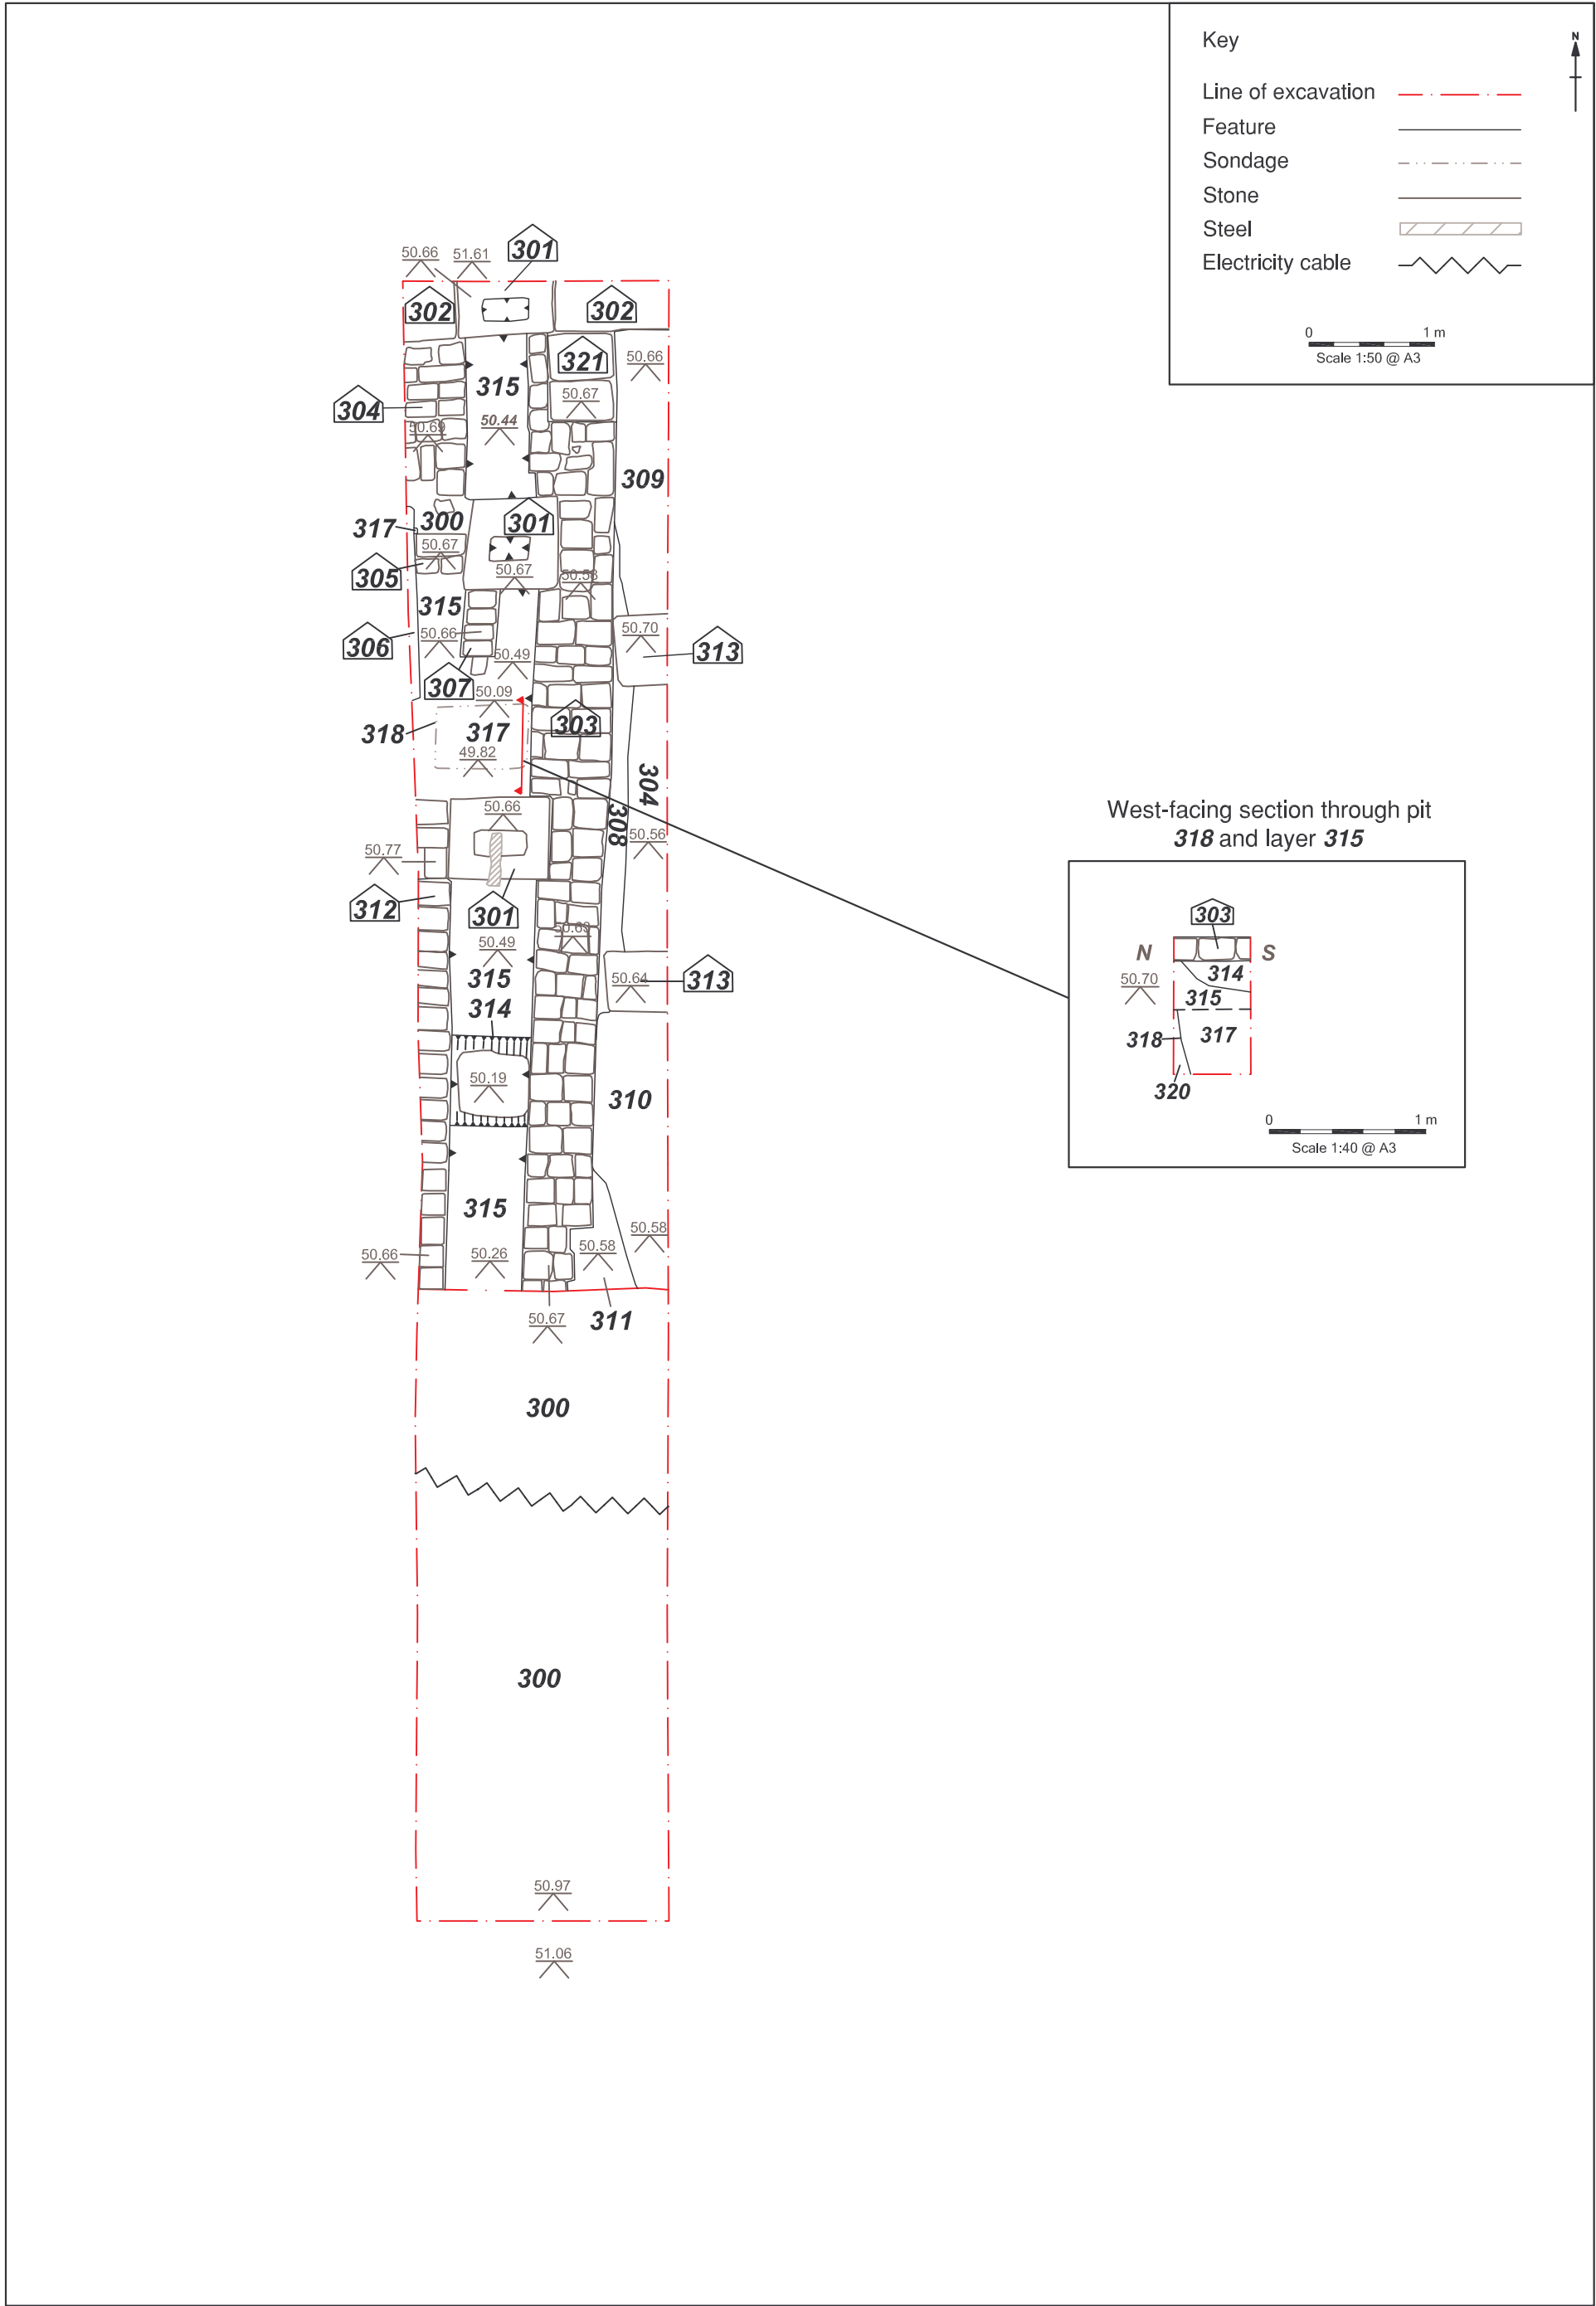 Key
N
Line of excavation
Feature
Sondage
Stone
Steel
Electricity cable
0 1 m
Scale 1:50 @ A3
50.66 51.61 301
302 302
321 50.66
315
304 50.67
50.69 50.44
309
317 300 301
50.67
305 50.67 50.58
315
306 50.66 50.70 313
50.49
307 50.09
318 317 303
49.82
304
50.66 308
50.77 50.56
312 301
50.49 50.63
315 50.64 313
314
50.19
310
315
50.66 50.26 50.58 50.58
50.67 311
300
300
50.97
51.06
West-facing section through pit
318 and layer 315
303
N S
50.70 314
315
318 317
320
0 1 m
Scale 1:40 @ A3